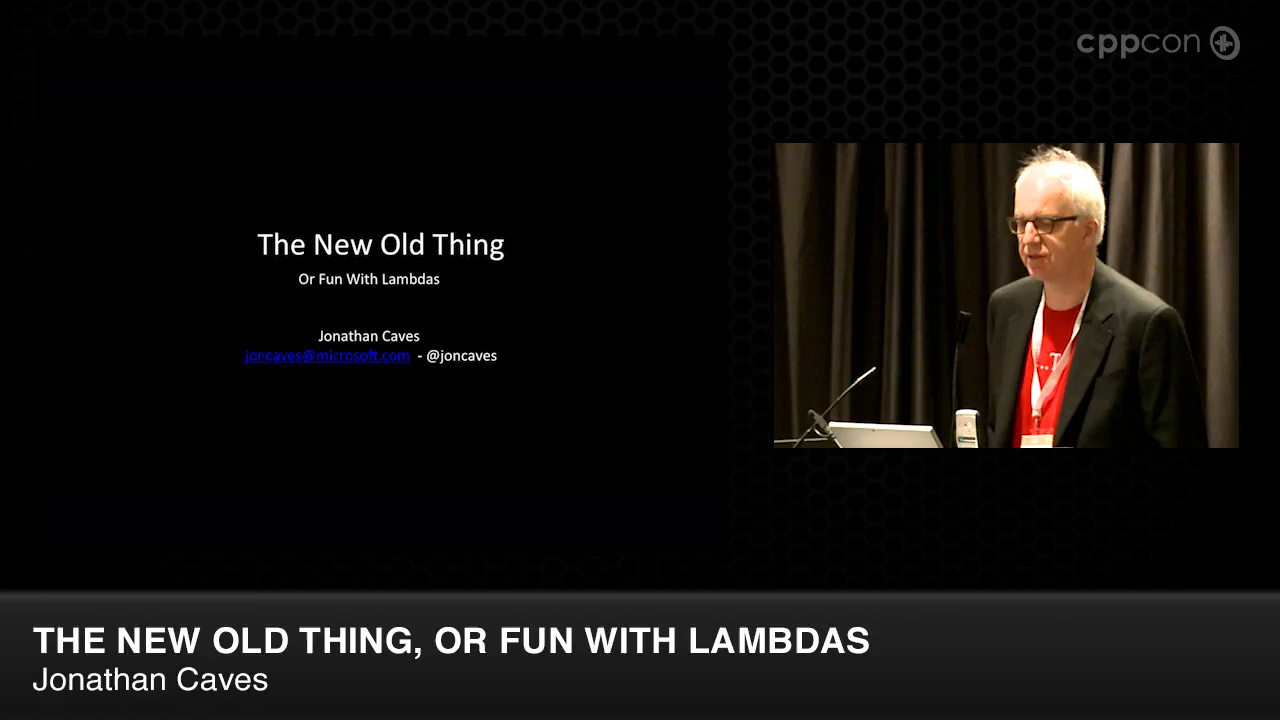 cppcon
The New Old Thing
Or Fun With Lambdas
Jonathan Caves
joncaves@microsoft.com - @joncaves
THE NEW OLD THING, OR FUN WITH LAMBDAS
Jonathan Caves